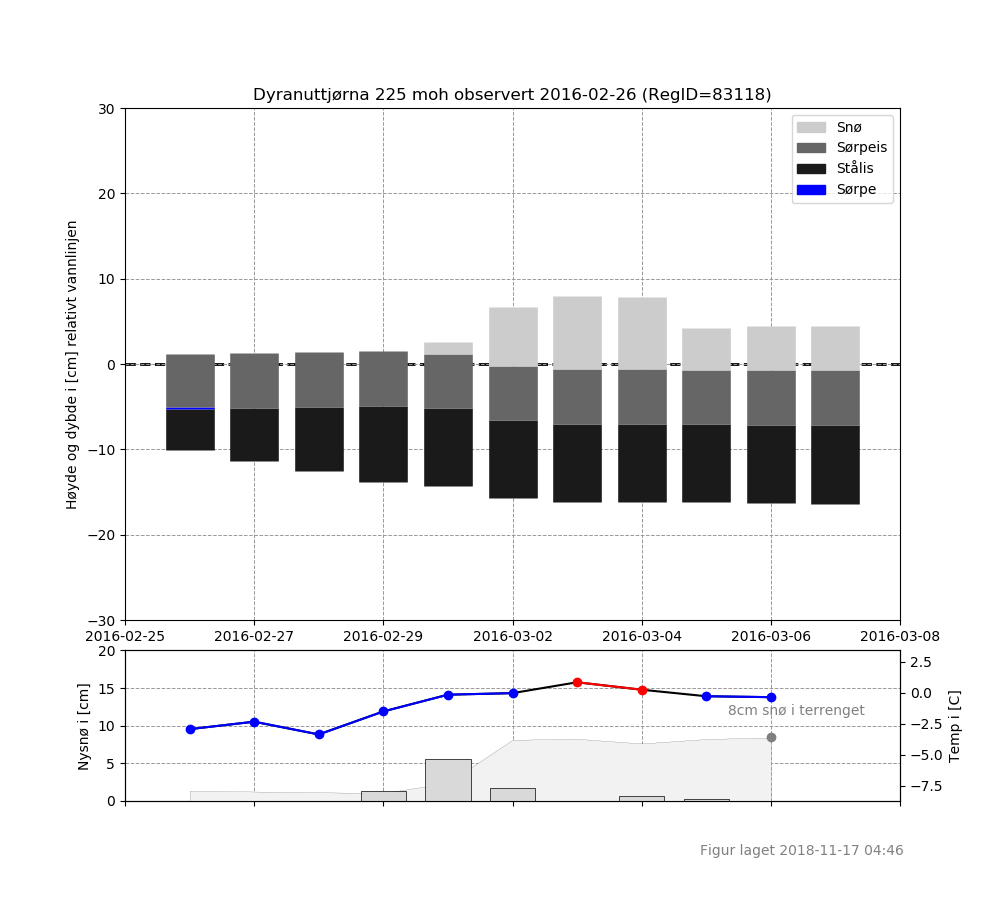 Dyranuttjørna 225 moh observert 2016-02-26 (RegID=83118)
Snø
Sørpeis
Stålis
Sørpe
Høyde og dybde i [cm] relativt vannlinjen
30
20
10
0
−10
−20
−30
2016-02-25 2016-02-27 2016-02-29 2016-03-02 2016-03-04 2016-03-06 2016-03-08
Nysnø i [cm]
20
15
10
5
0
8cm snø i terrenget
2.5
0.0
−2.5
−5.0
−7.5
Temp i [C]
Figur laget 2018-11-17 04:46